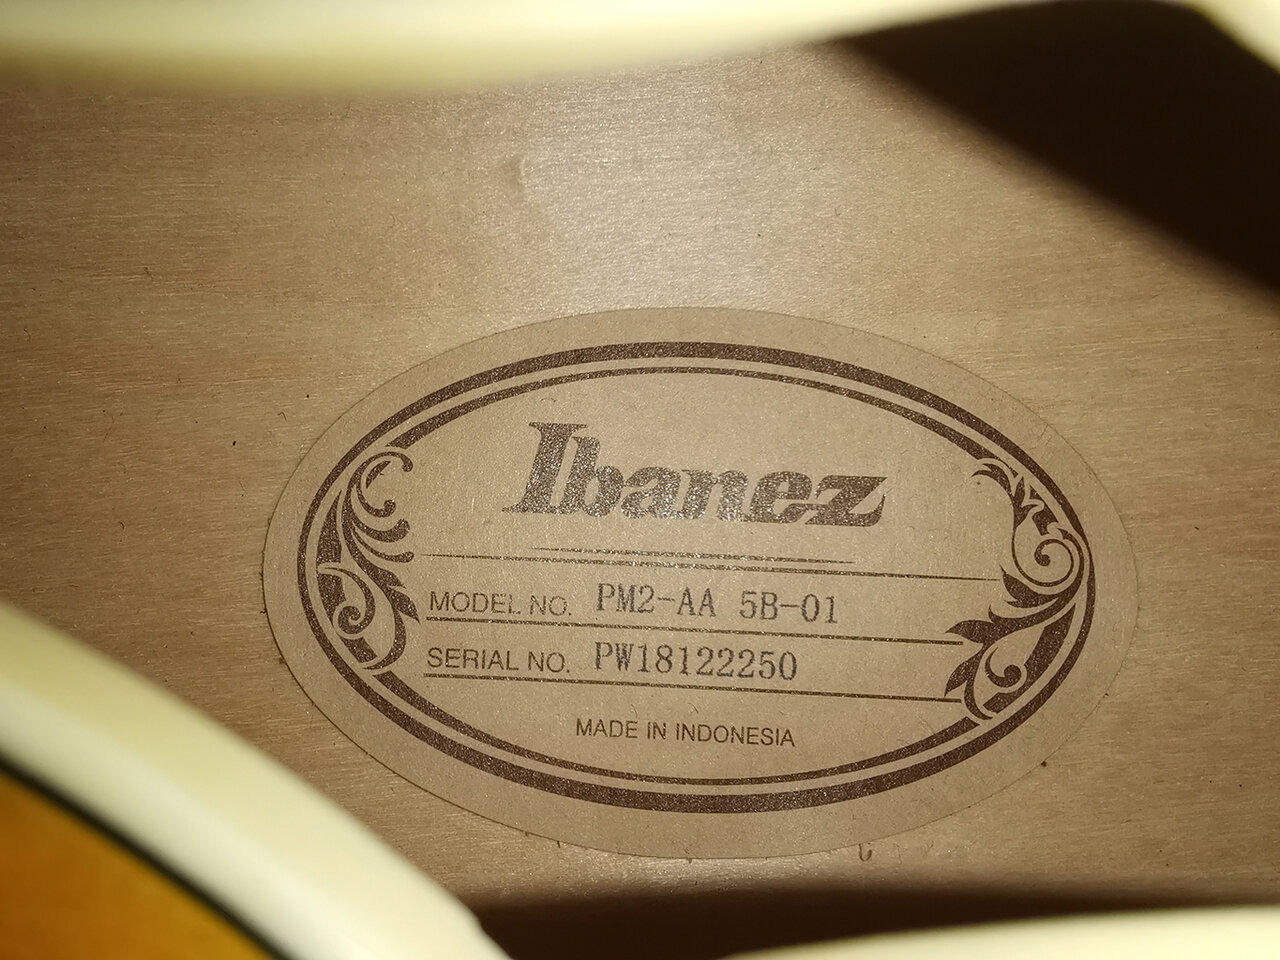 Ibanez
MODEL NO. PM2-AA 5B-01
SERIAL NO. PW18122250
MADE IN INDONESIA